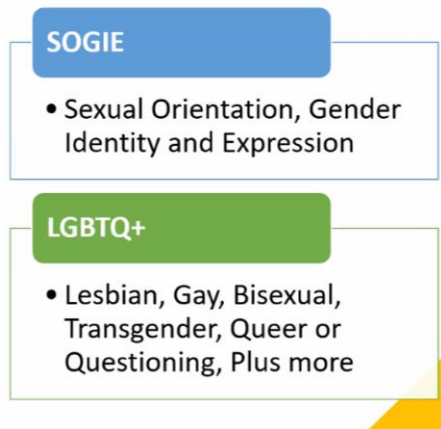 SOGIE
• Sexual Orientation, Gender
Identity and Expression
LGBTQ+
• Lesbian, Gay, Bisexual,
Transgender, Queer or
Questioning, Plus more